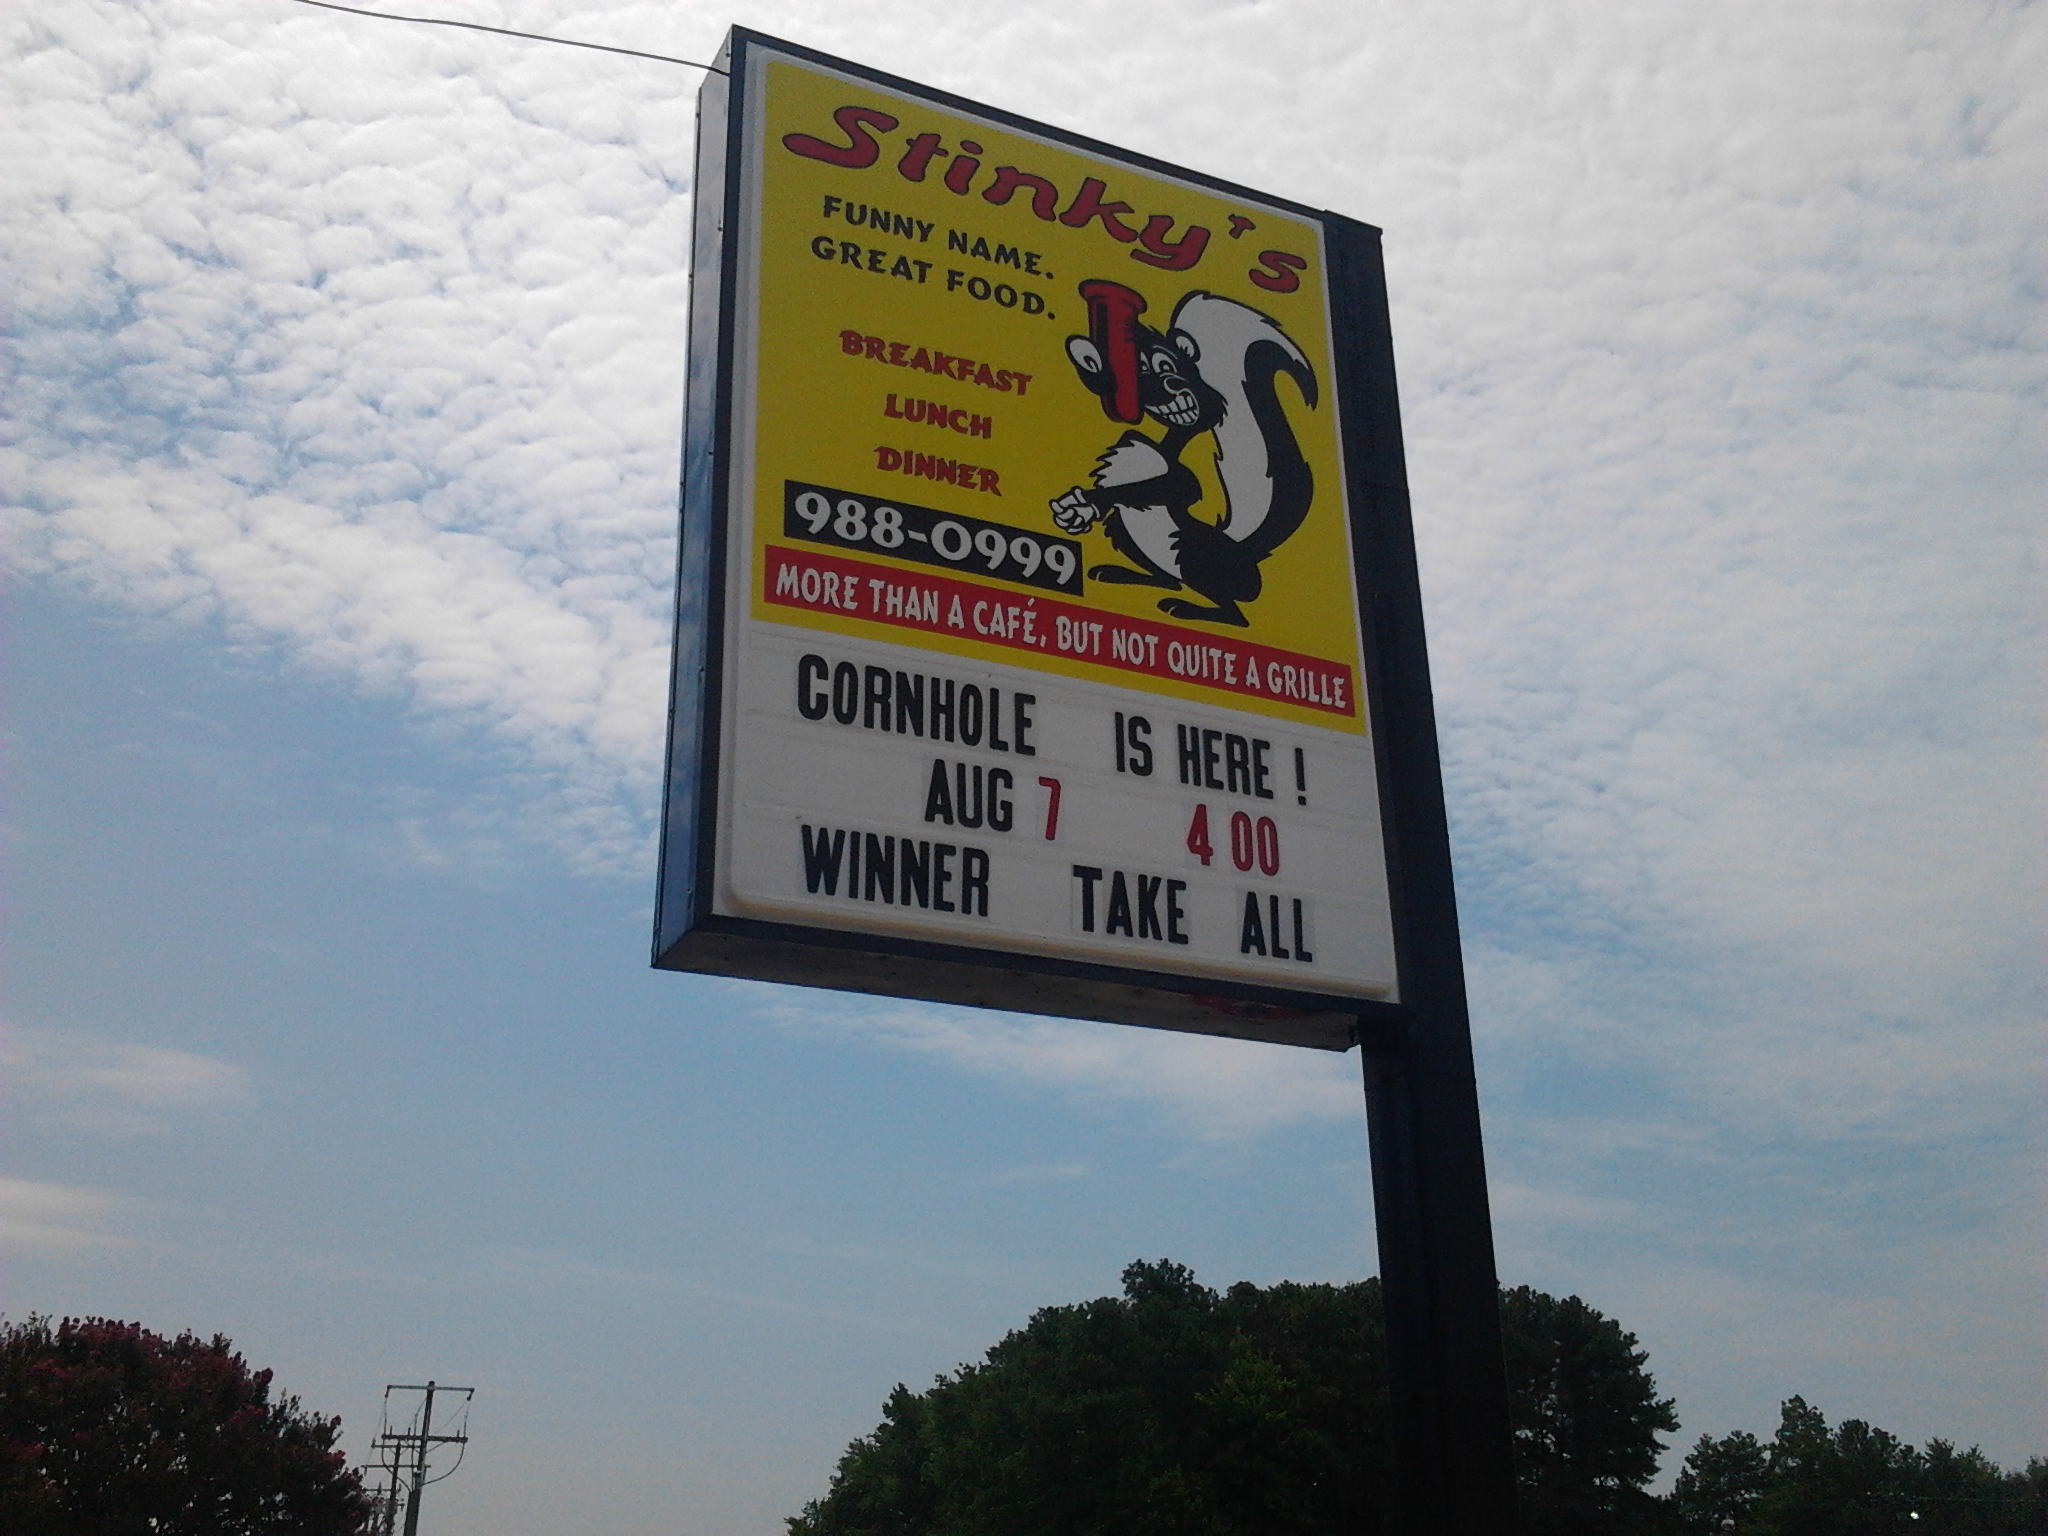 Stinky's
FUNNY NAME.
GREAT FOOD.
BREAKFAST
LUNCH
DINNER
988-0999
MORE THAN A CAFÉ, BUT NOT QUITE A GRILLE
CORNHOLE IS HERE !
AUG 7 4 00
WINNER TAKE ALL